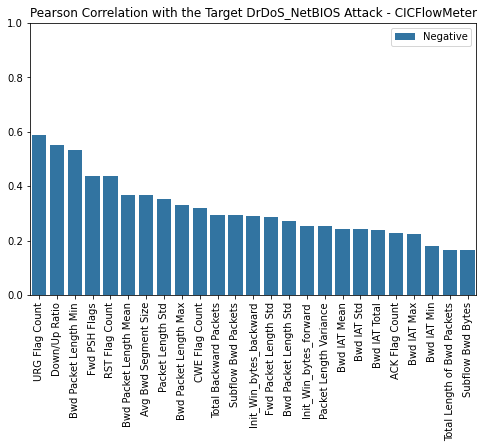 Pearson Correlation with the Target DrDoS_NetBIOS Attack - CICFlowMeter
Negative
1.0
0.8
0.6
0.4
0.2
0.0
URG Flag Count
Down/Up Ratio
Bwd Packet Length Min
Fwd PSH Flags
RST Flag Count
Bwd Packet Length Mean
Avg Bwd Segment Size
Packet Length Std
Bwd Packet Length Max
CWE Flag Count
Total Backward Packets
Subflow Bwd Packets
Init_Win_bytes_backward
Fwd Packet Length Std
Bwd Packet Length Std
Init_Win_bytes_forward
Packet Length Variance
Bwd IAT Mean
Bwd IAT Std
Bwd IAT Total
ACK Flag Count
Bwd IAT Max
Bwd IAT Min
Total Length of Bwd Packets
Subflow Bwd Bytes